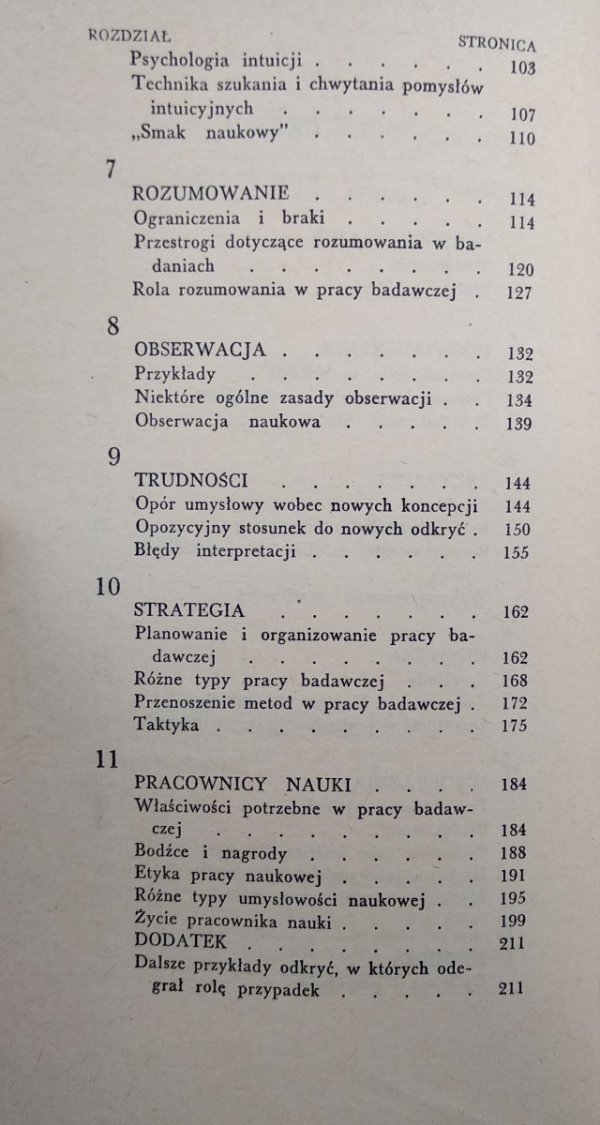 ROZDZIAŁ STRONICA
Psychologia intuicji . . . . . . 103
Technika szukania i chwytania pomysłów
intuicyjnych . . . . . . . 107
„Smak naukowy” . . . . . . 110
7
ROZUMOWANIE . . . . . . 114
Ograniczenia i braki . . . . . 114
Przestrogi dotyczące rozumowania w ba-
daniach . . . . . . . . 120
Rola rozumowania w pracy badawczej . 127
8
OBSERWACJA . . . . . . . 132
Przykłady . . . . . . . . 132
Niektóre ogólne zasady obserwacji . . 134
Obserwacja naukowa . . . . . 139
9
TRUDNOŚCI . . . . . . . 144
Opór umysłowy wobec nowych koncepcji 144
Opozycyjny stosunek do nowych odkryć . 150
Błędy interpretacji . . . . . . 155
10
STRATEGIA . . . . . . . 162
Planowanie i organizowanie pracy ba-
dawczej . . . . . . . . 162
Różne typy pracy badawczej . . . 168
Przenoszenie metod w pracy badawczej . 172
Taktyka . . . . . . . . . 175
11
PRACOWNICY NAUKI . . . . 184
Właściwości potrzebne w pracy badaw-
czej . . . . . . . . . 184
Bodźce i nagrody . . . . . . 188
Etyka pracy naukowej . . . . . 191
Różne typy umysłowości naukowej . . 195
Życie pracownika nauki . . . . . 199
DODATEK . . . . . . . . 211
Dalsze przykłady odkryć, w których ode-
grał rolę przypadek . . . . . 211